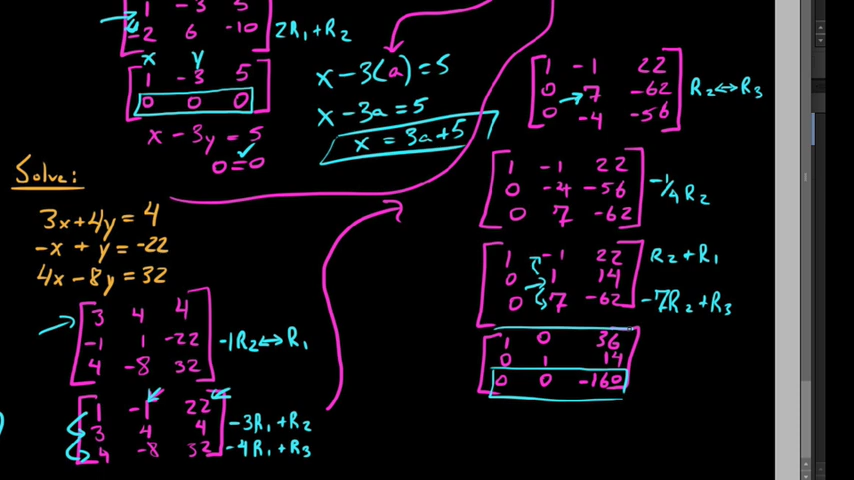 1 -3 5
-2 6 -10 2R₁+R₂
x y
1 -3 5
0 0 0
x - 3y = 5
0=0
x-3(a)=5
x-3a=5
x = 3a+5
Solve:
3x+4y=4
-x + y=-22
4x-8y=32
3 4 4
-1 1 -22 -1R₂↔R₁
4 -8 32
1 -1 22
3 4 4 -3R₁+R₂
4 -8 32 -4R₁+R₃
1 -1 22
0 7 -62 R₂↔R₃
0 -4 -56
1 -1 22
0 -4 -56 -1/4R₂
0 7 -62
1 -1 22 R₂+R₁
0 1 14
0 7 -62 -7R₂+R₃
1 0 36
0 1 14
0 0 -160